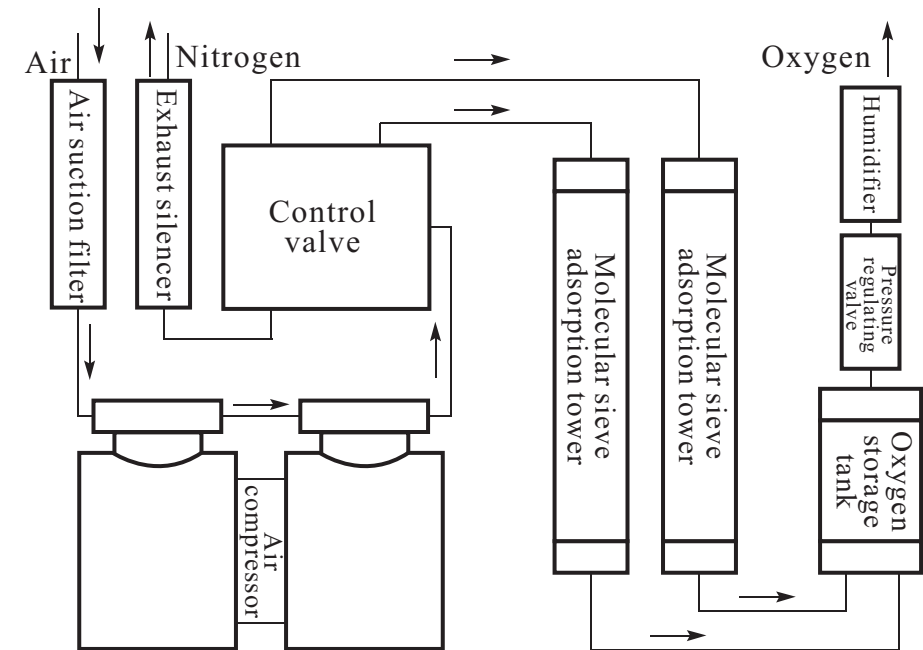 Air
Nitrogen
Oxygen
Air suction filter
Exhaust silencer
Control
valve
Molecular sieve
adsorption tower
Molecular sieve
adsorption tower
Humidifier
Pressure
regulating
valve
Oxygen
storage
tank
Air
compressor